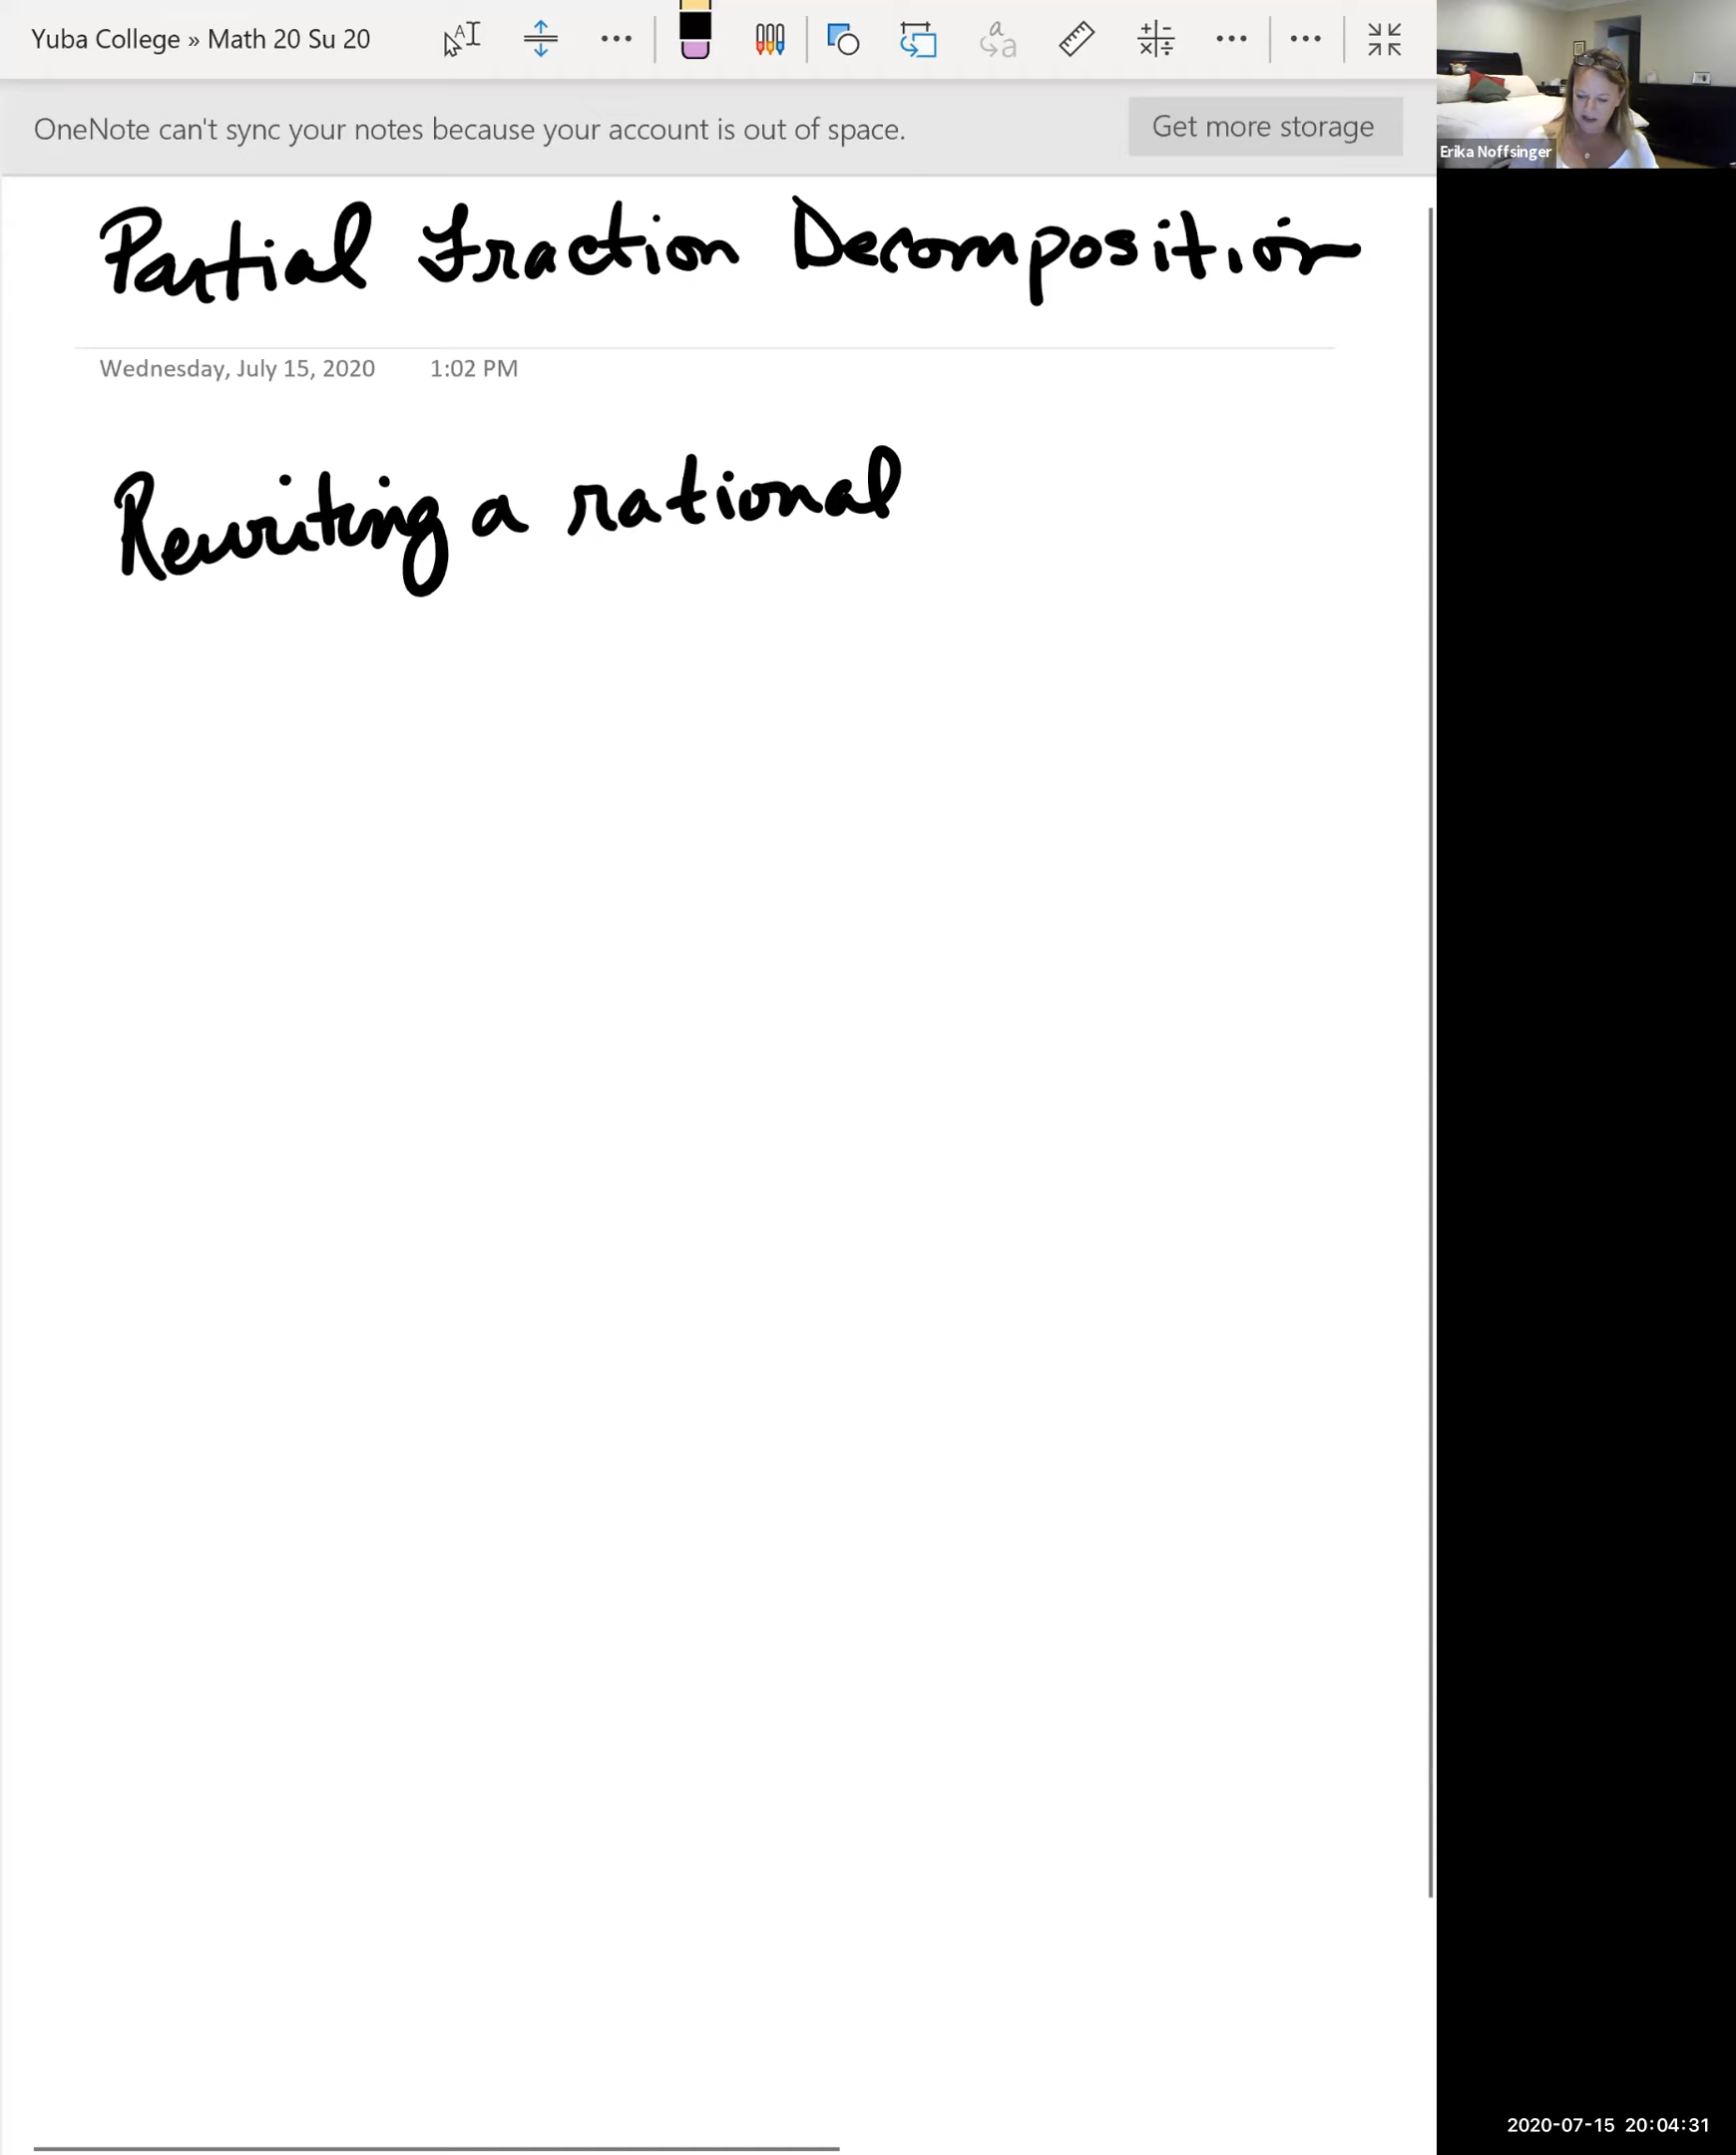 Yuba College » Math 20 Su 20
OneNote can't sync your notes because your account is out of space.
Get more storage
Erika Noffsinger
Partial Fraction Decomposition
Wednesday, July 15, 2020 1:02 PM
Rewriting a rational
2020-07-15 20:04:31